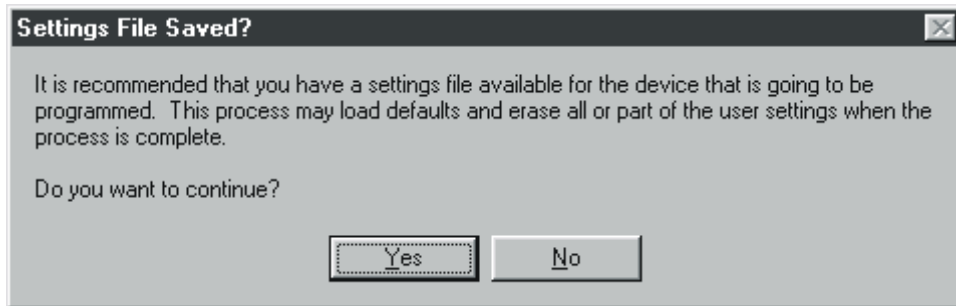 Settings File Saved?
It is recommended that you have a settings file available for the device that is going to be
programmed. This process may load defaults and erase all or part of the user settings when the
process is complete.
Do you want to continue?
Yes No